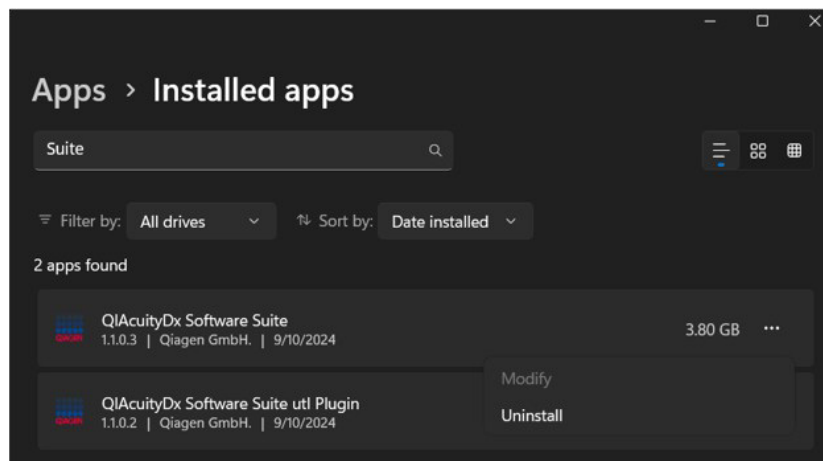 Apps > Installed apps
Suite
Filter by: All drives Sort by: Date installed
2 apps found
QIAcuityDx Software Suite
1.1.0.3 | Qiagen GmbH. | 9/10/2024
3.80 GB
Modify
Uninstall
QIAcuityDx Software Suite utl Plugin
1.1.0.2 | Qiagen GmbH. | 9/10/2024
QIAGEN
QIAGEN